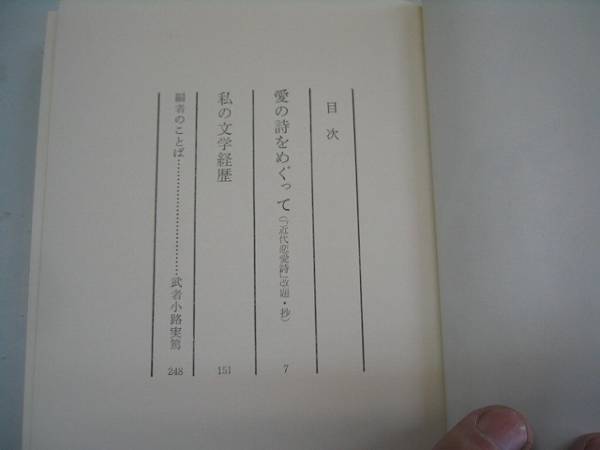 目次
愛の詩をめぐって(「近代恋愛詩」改題・抄) 7
私の文学経歴 151
編者のことば……………………武者小路実篤 248